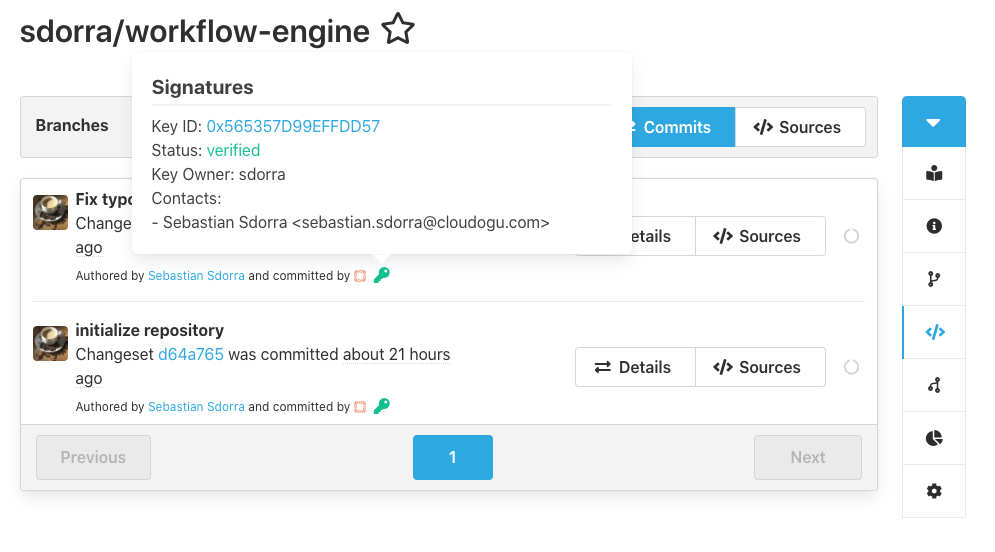 sdorra/workflow-engine
Signatures
Key ID: 0x565357D99EFFDD57
Status: verified
Key Owner: sdorra
Contacts:
- Sebastian Sdorra <sebastian.sdorra@cloudogu.com>
Branches
Commits
Sources
Fix typo
Change
ago
etails
Sources
Authored by Sebastian Sdorra and committed by
initialize repository
Changeset d64a765 was committed about 21 hours
ago
Details
Sources
Authored by Sebastian Sdorra and committed by
Previous
1
Next